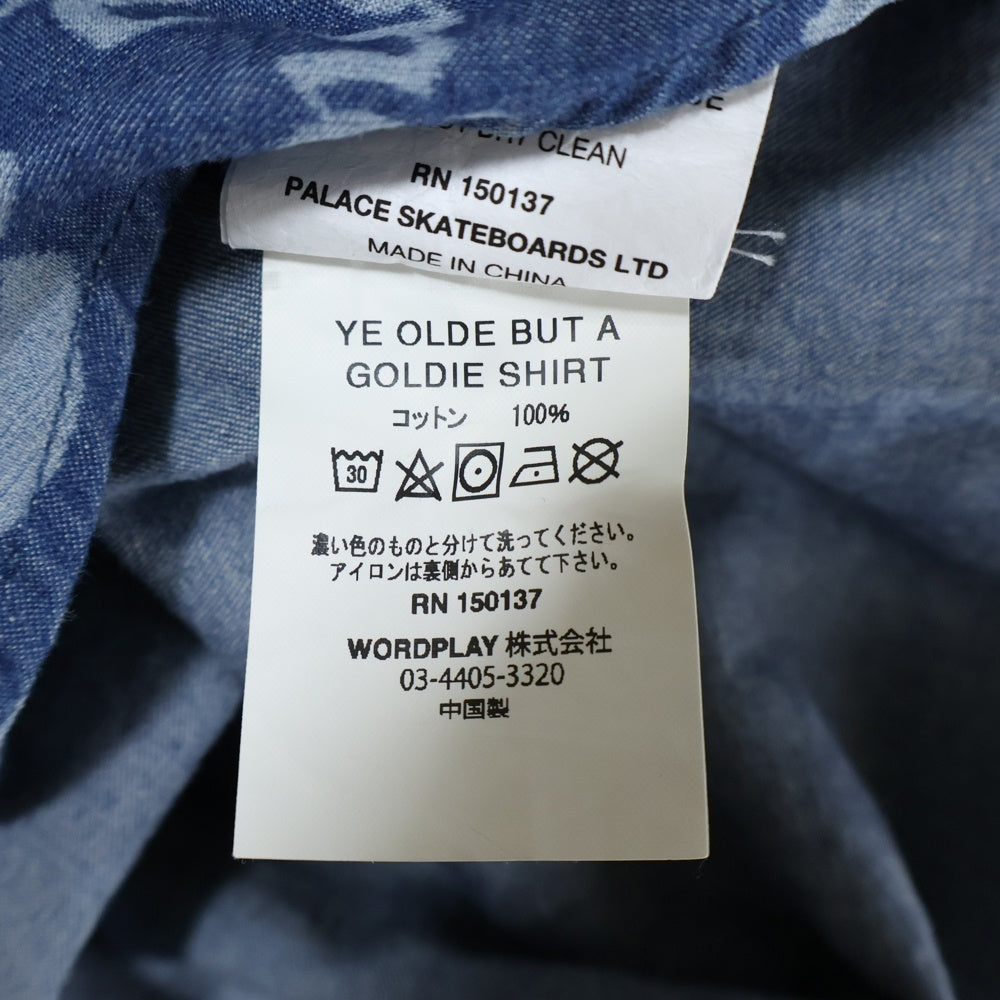 DRY CLEAN
RN 150137
PALACE SKATEBOARDS LTD
MADE IN CHINA
YE OLDE BUT A
GOLDIE SHIRT
コットン 100%
30
濃い色のものと分けて洗ってください。
アイロンは裏側からあてて下さい。
RN 150137
WORDPLAY 株式会社
03-4405-3320
中国製